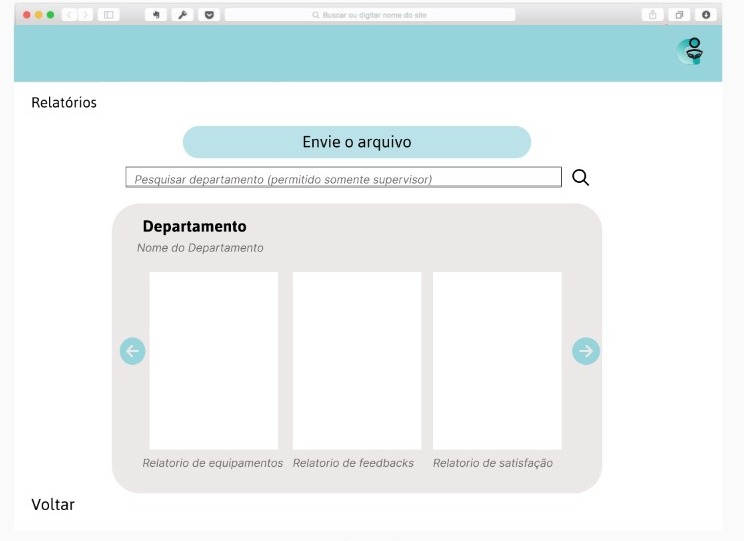 Buscar ou digitar nome do site
Relatórios
Envie o arquivo
Pesquisar departamento (permitido somente supervisor)
Departamento
Nome do Departamento
Relatorio de equipamentos
Relatorio de feedbacks
Relatorio de satisfação
Voltar